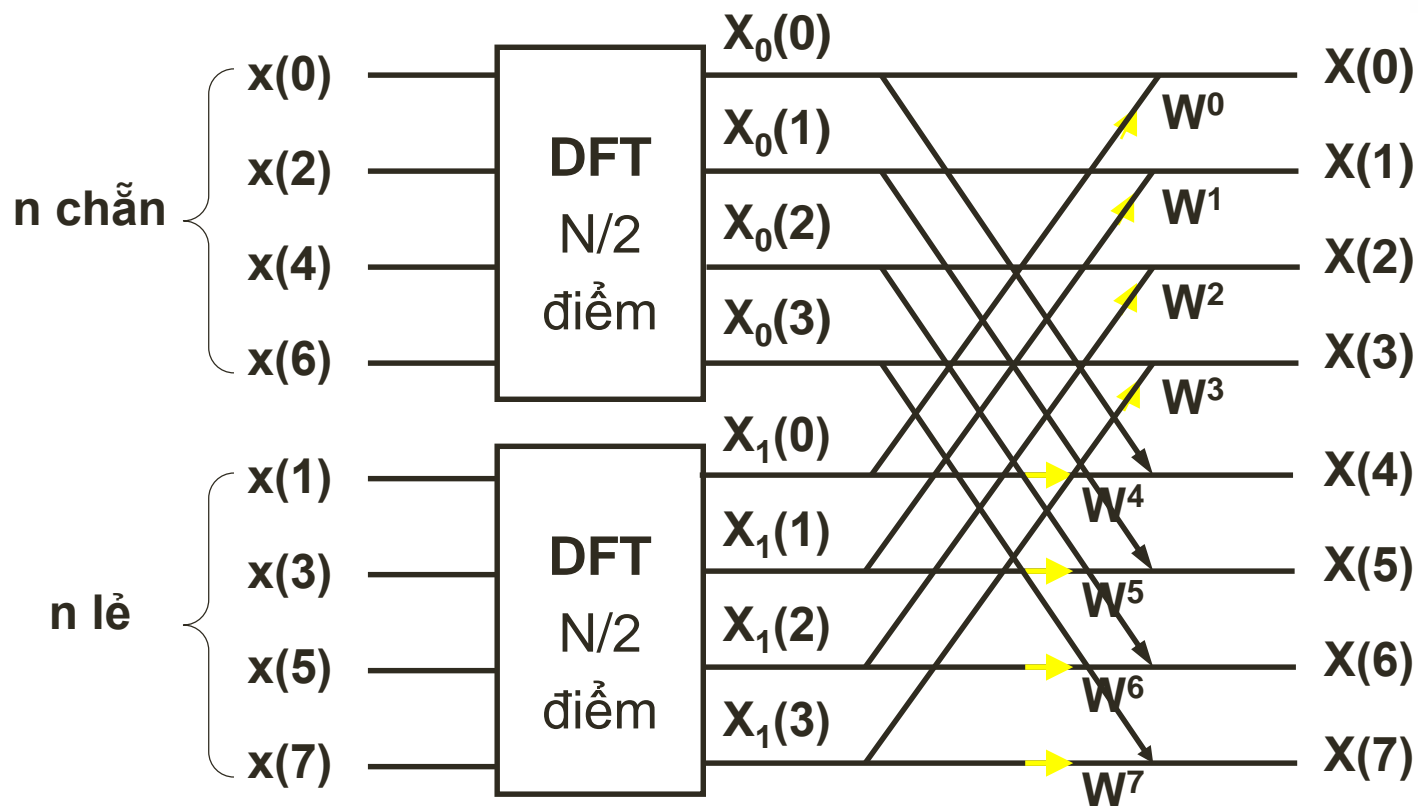 n chẵn
x(0)
x(2)
x(4)
x(6)
DFT
N/2
điểm
X₀(0)
X₀(1)
X₀(2)
X₀(3)
W⁰
W¹
W²
W³
X(0)
X(1)
X(2)
X(3)
n lẻ
x(1)
x(3)
x(5)
x(7)
DFT
N/2
điểm
X₁(0)
X₁(1)
X₁(2)
X₁(3)
W⁴
W⁵
W⁶
W⁷
X(4)
X(5)
X(6)
X(7)